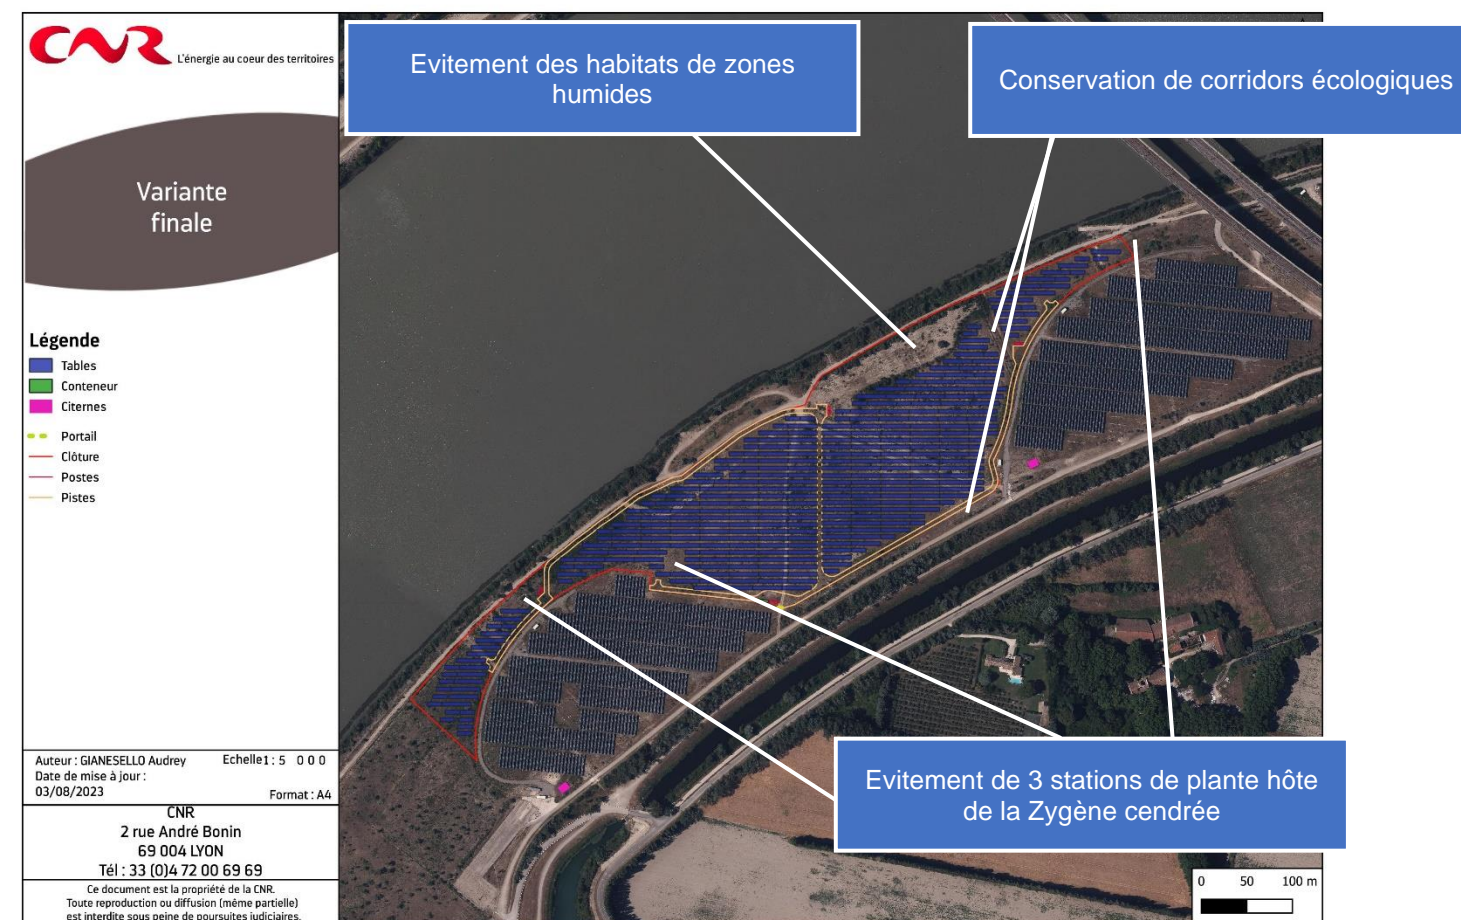 CNR
L'énergie au coeur des territoires
Variante
finale
Légende
Tables
Conteneur
Citernes
Portail
Clôture
Postes
Pistes
Auteur : GIANESELLO Audrey
Echelle1 : 5 0 0 0
Date de mise à jour :
03/08/2023
Format : A4
CNR
2 rue André Bonin
69 004 LYON
Tél : 33 (0)4 72 00 69 69
Ce document est la propriété de la CNR.
Toute reproduction ou diffusion (même partielle)
est interdite sous peine de poursuites judiciaires.
Evitement des habitats de zones
humides
Conservation de corridors écologiques
Evitement de 3 stations de plante hôte
de la Zygène cendrée
0 50 100 m